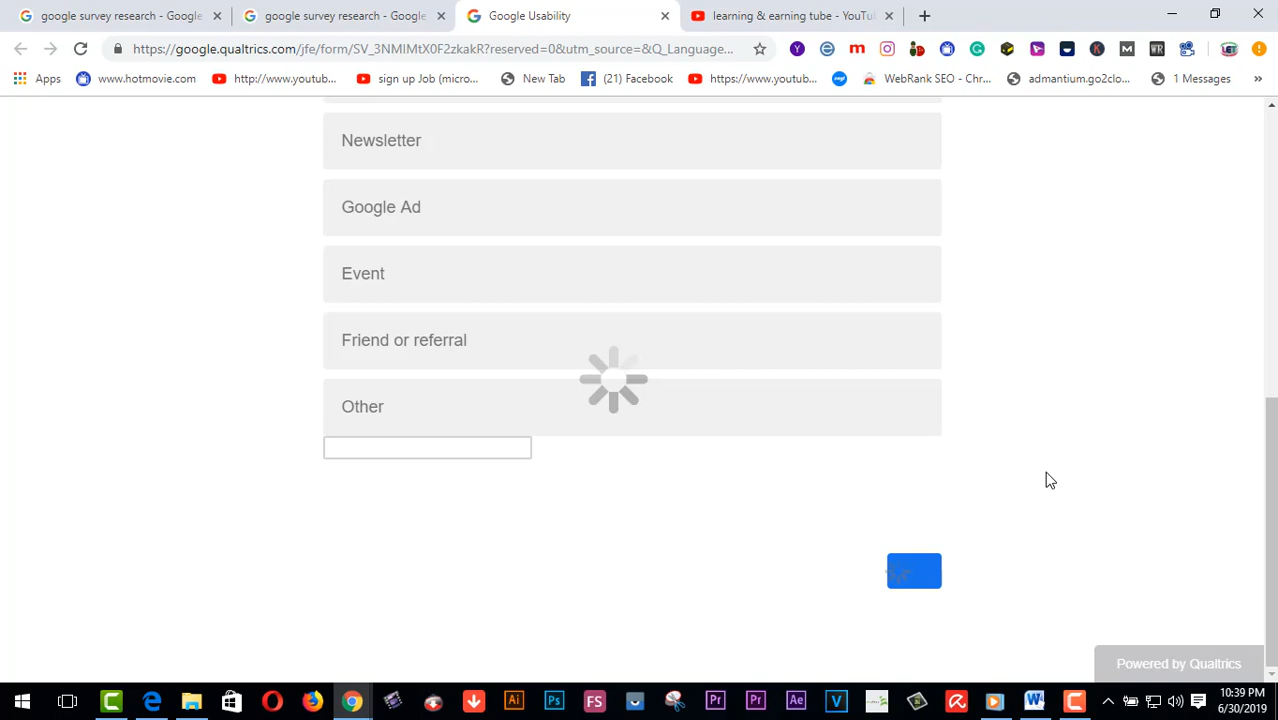 google survey research - Google
google survey research - Google
Google Usability
learning & earning tube - YouTu
https://google.qualtrics.com/jfe/form/SV_3NMIMtX0F2zkakR?reserved=0&utm_source=&Q_Language...
Apps
www.hotmovie.com
http://www.youtub...
sign up Job (micro...
New Tab
(21) Facebook
https://www.youtub...
WebRank SEO - Chr...
admantium.go2clo...
1 Messages
»
Newsletter
Google Ad
Event
Friend or referral
Other
Powered by Qualtrics
10:39 PM
6/30/2019